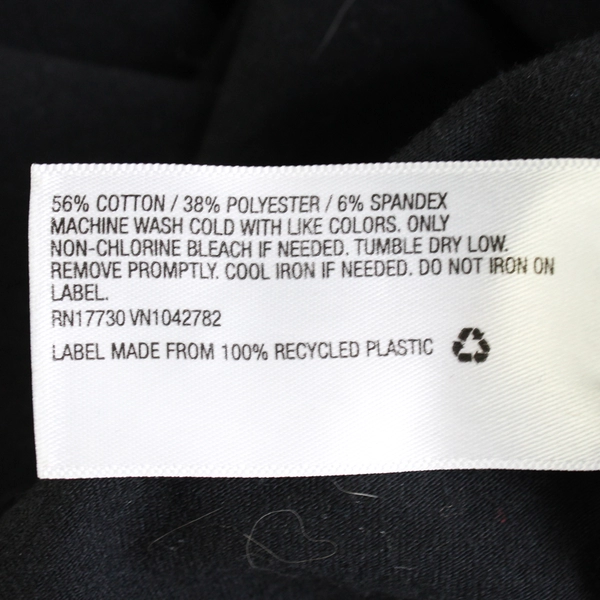 56% COTTON / 38% POLYESTER / 6% SPANDEX
MACHINE WASH COLD WITH LIKE COLORS. ONLY
NON-CHLORINE BLEACH IF NEEDED. TUMBLE DRY LOW.
REMOVE PROMPTLY. COOL IRON IF NEEDED. DO NOT IRON ON
LABEL.
RN17730 VN1042782
LABEL MADE FROM 100% RECYCLED PLASTIC